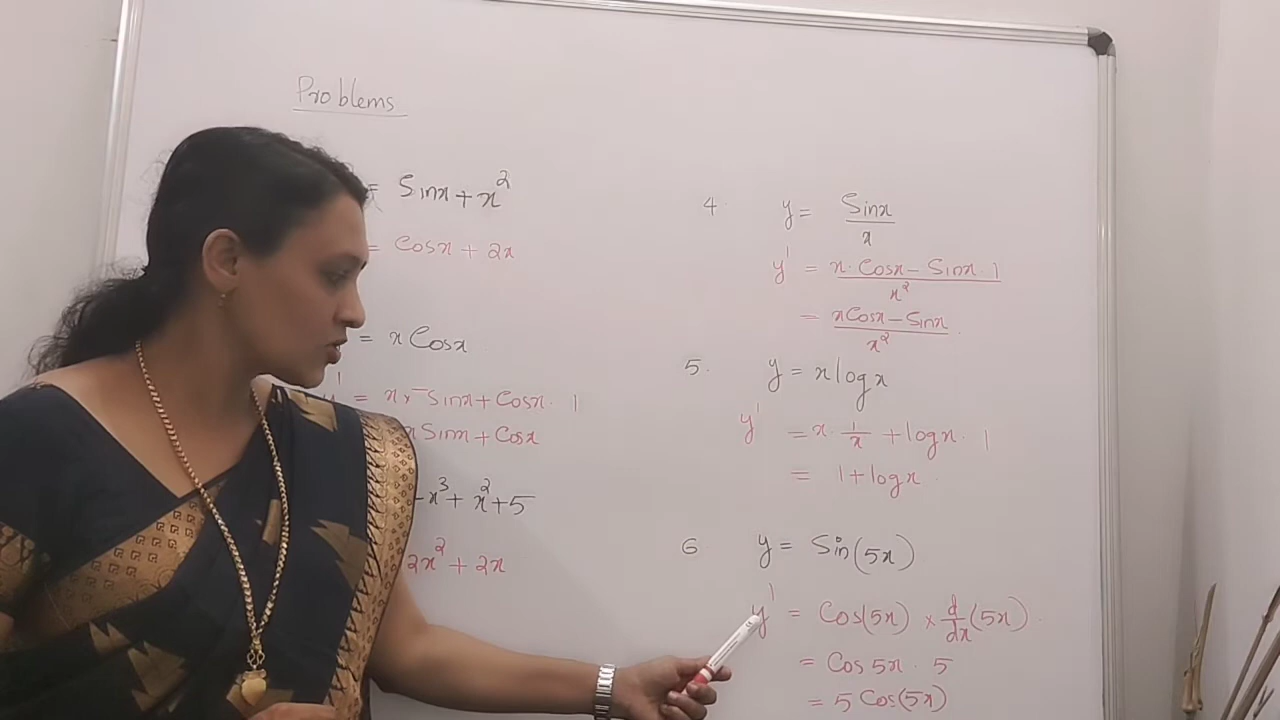 Problems
= Sinx + x²
= Cosx + 2x
= x Cosx
y' = x × -Sinx + Cosx · 1
x Sinx + Cosx
- x³ + x² + 5
2x² + 2x
4. y = Sinx / x
y' = x · Cosx - Sinx · 1 / x²
= x Cosx - Sinx / x²
5. y = x log x
y' = x · 1/x + log x · 1
= 1 + log x
6 y = Sin(5x)
y' = Cos(5x) × d/dx (5x)
= Cos 5x · 5
= 5 Cos(5x)